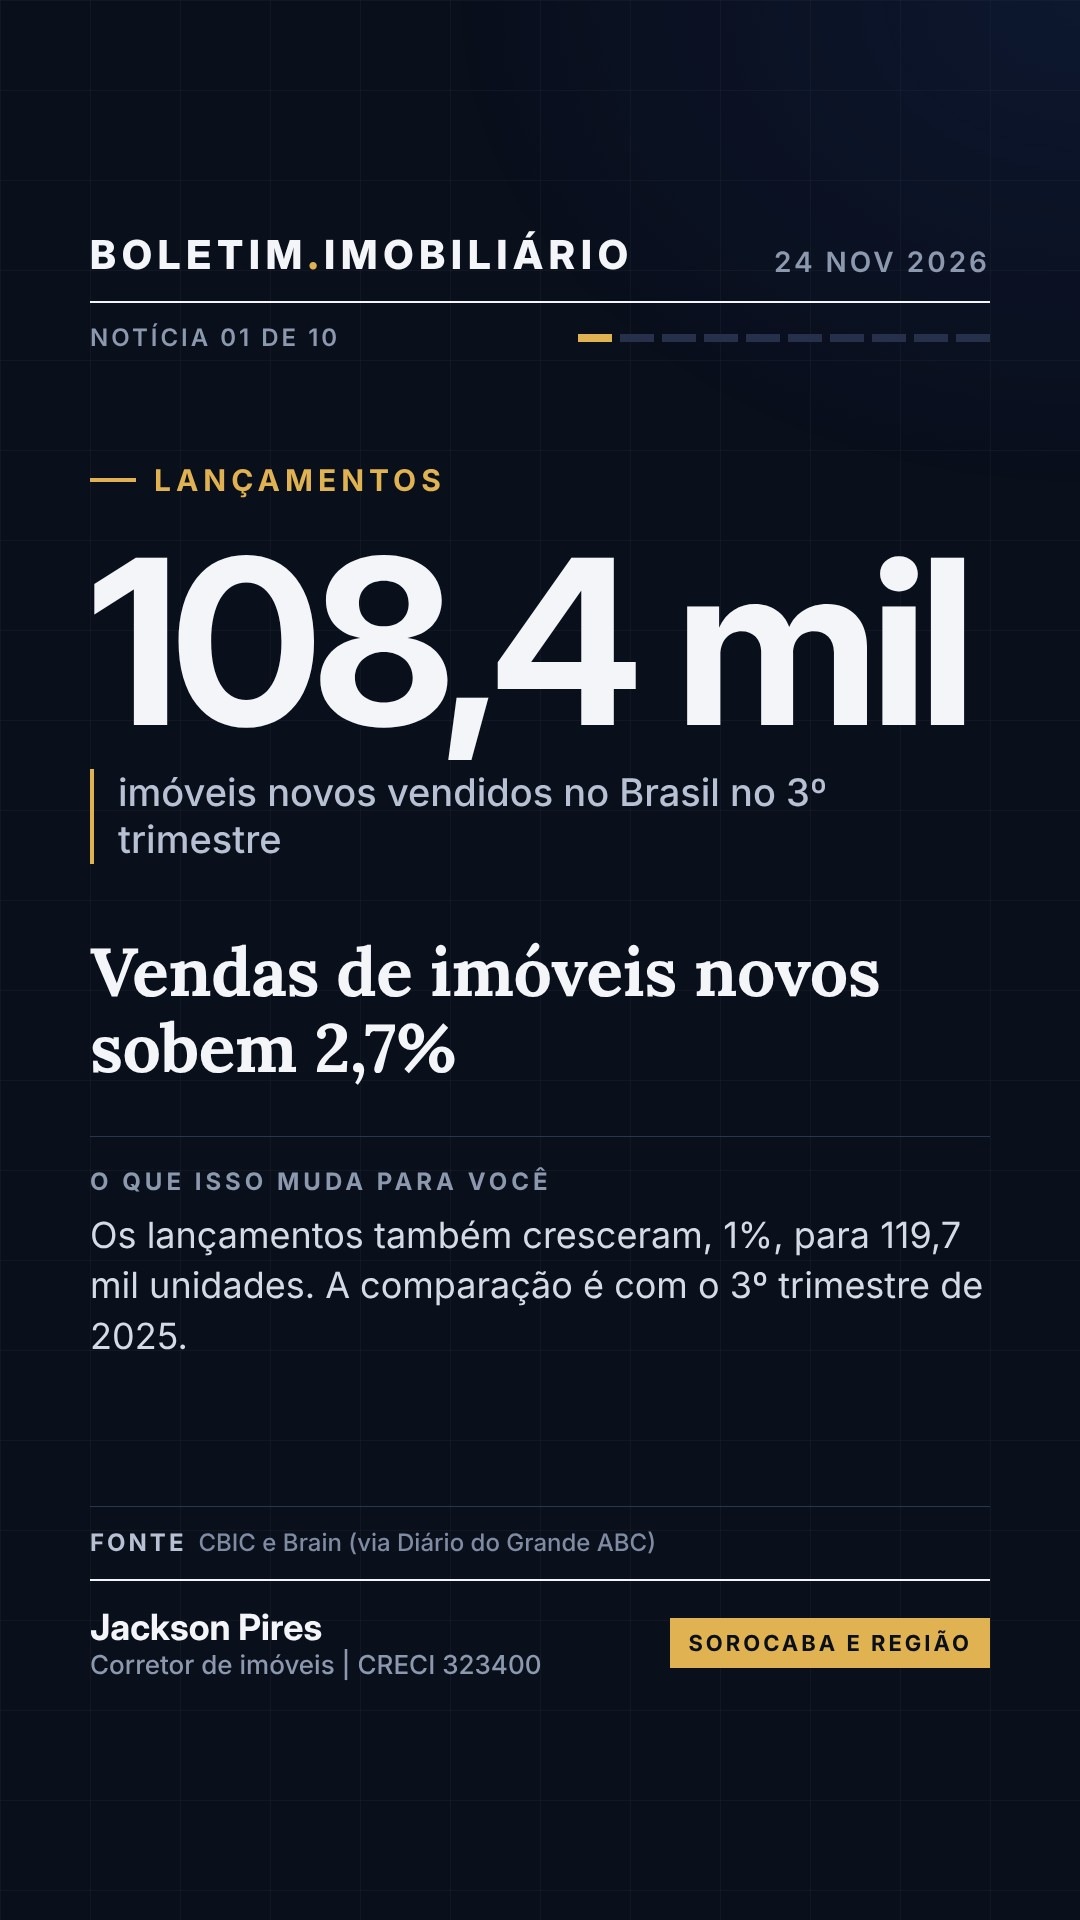 BOLETIM.IMOBILIÁRIO
24 NOV 2026
NOTÍCIA 01 DE 10
LANÇAMENTOS
108,4 mil
imóveis novos vendidos no Brasil no 3º
trimestre
Vendas de imóveis novos
sobem 2,7%
O QUE ISSO MUDA PARA VOCÊ
Os lançamentos também cresceram, 1%, para 119,7
mil unidades. A comparação é com o 3º trimestre de
2025.
FONTE CBIC e Brain (via Diário do Grande ABC)
Jackson Pires
Corretor de imóveis | CRECI 323400
SOROCABA E REGIÃO